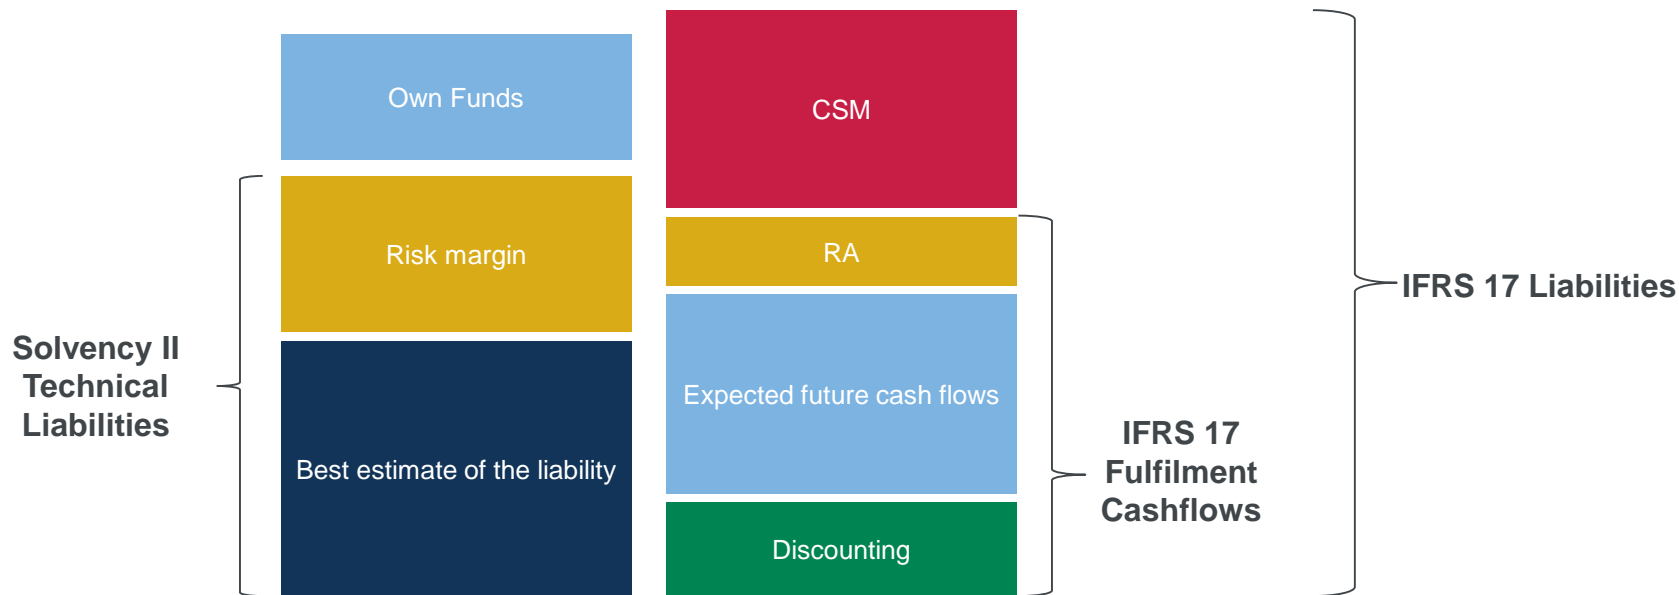 Own Funds
Risk margin
Best estimate of the liability
Solvency II
Technical
Liabilities
CSM
RA
Expected future cash flows
Discounting
IFRS 17
Fulfilment
Cashflows
IFRS 17 Liabilities